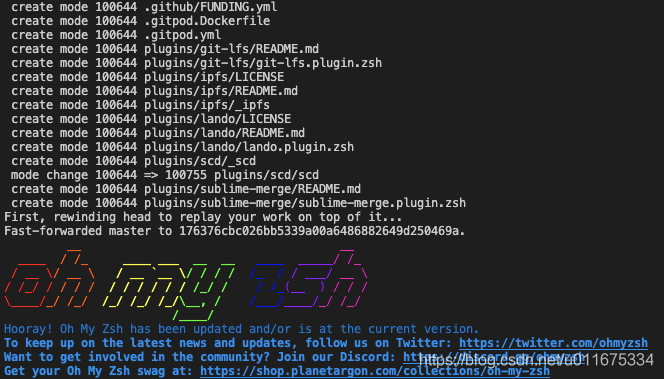 create mode 100644 .github/FUNDING.yml
create mode 100644 .gitpod.Dockerfile
create mode 100644 .gitpod.yml
create mode 100644 plugins/git-lfs/README.md
create mode 100644 plugins/git-lfs/git-lfs.plugin.zsh
create mode 100644 plugins/ipfs/LICENSE
create mode 100644 plugins/ipfs/README.md
create mode 100644 plugins/ipfs/_ipfs
create mode 100644 plugins/lando/LICENSE
create mode 100644 plugins/lando/README.md
create mode 100644 plugins/lando/lando.plugin.zsh
create mode 100644 plugins/scd/_scd
mode change 100644 => 100755 plugins/scd/scd
create mode 100644 plugins/sublime-merge/README.md
create mode 100644 plugins/sublime-merge/sublime-merge.plugin.zsh
First, rewinding head to replay your work on top of it...
Fast-forwarded master to 176376cbc026bb5339a00a6486882649d250469a.
oh my zsh
Hooray! Oh My Zsh has been updated and/or is at the current version.
To keep up on the latest news and updates, follow us on Twitter: https://twitter.com/ohmyzsh
Want to get involved in the community? Join our Discord: https://discord.gg/ohmyzsh
Get your Oh My Zsh swag at: https://shop.planetargon.com/collections/oh-my-zsh
https://blog.csdn.net/u011675334